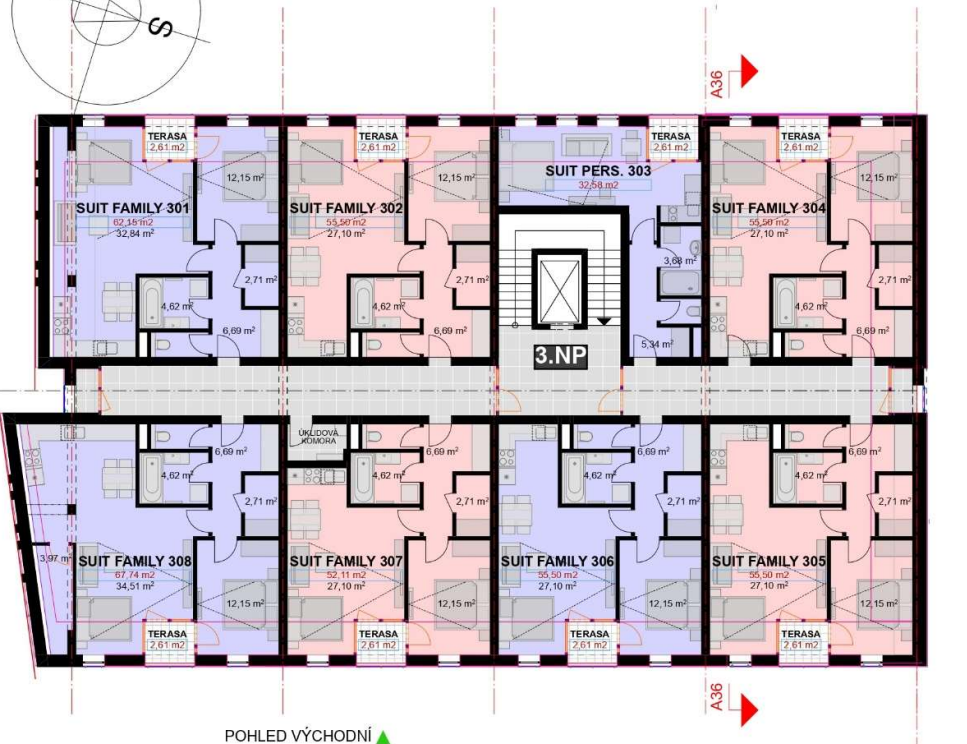 S
A36
TERASA
2,61 m2
TERASA
2,61 m2
TERASA
2,61 m2
TERASA
2,61 m2
12,15 m²
12,15 m²
SUIT PERS. 303
32,58 m2
12,15 m²
SUIT FAMILY 301
62,15 m2
32,84 m²
SUIT FAMILY 302
55,50 m2
27,10 m²
SUIT FAMILY 304
55,50 m2
27,10 m²
3,68 m²
2,71 m²
2,71 m²
2,71 m²
4,62 m²
4,62 m²
4,62 m²
6,69 m²
6,69 m²
5,34 m²
6,69 m²
3.NP
ÚKLIDOVÁ
KOMORA
6,69 m²
6,69 m²
6,69 m²
6,69 m²
4,62 m²
4,62 m²
4,62 m²
4,62 m²
2,71 m²
2,71 m²
2,71 m²
2,71 m²
3,97 m²
SUIT FAMILY 308
67,74 m2
34,51 m²
SUIT FAMILY 307
52,11 m2
27,10 m²
SUIT FAMILY 306
55,50 m2
27,10 m²
SUIT FAMILY 305
55,50 m2
27,10 m²
12,15 m²
12,15 m²
12,15 m²
12,15 m²
TERASA
2,61 m2
TERASA
2,61 m2
TERASA
2,61 m2
TERASA
2,61 m2
A36
POHLED VÝCHODNÍ